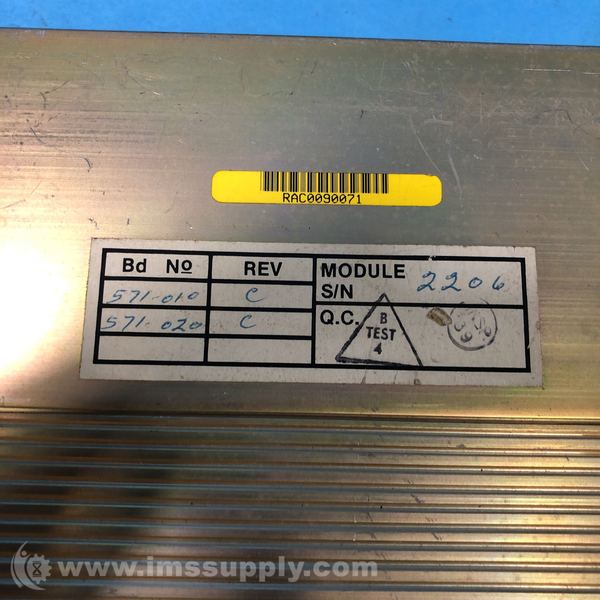 RAC0090071
Bd Nº REV MODULE S/N 2206
571-010 C
571-020 C Q.C. B TEST 4
www.imssupply.com